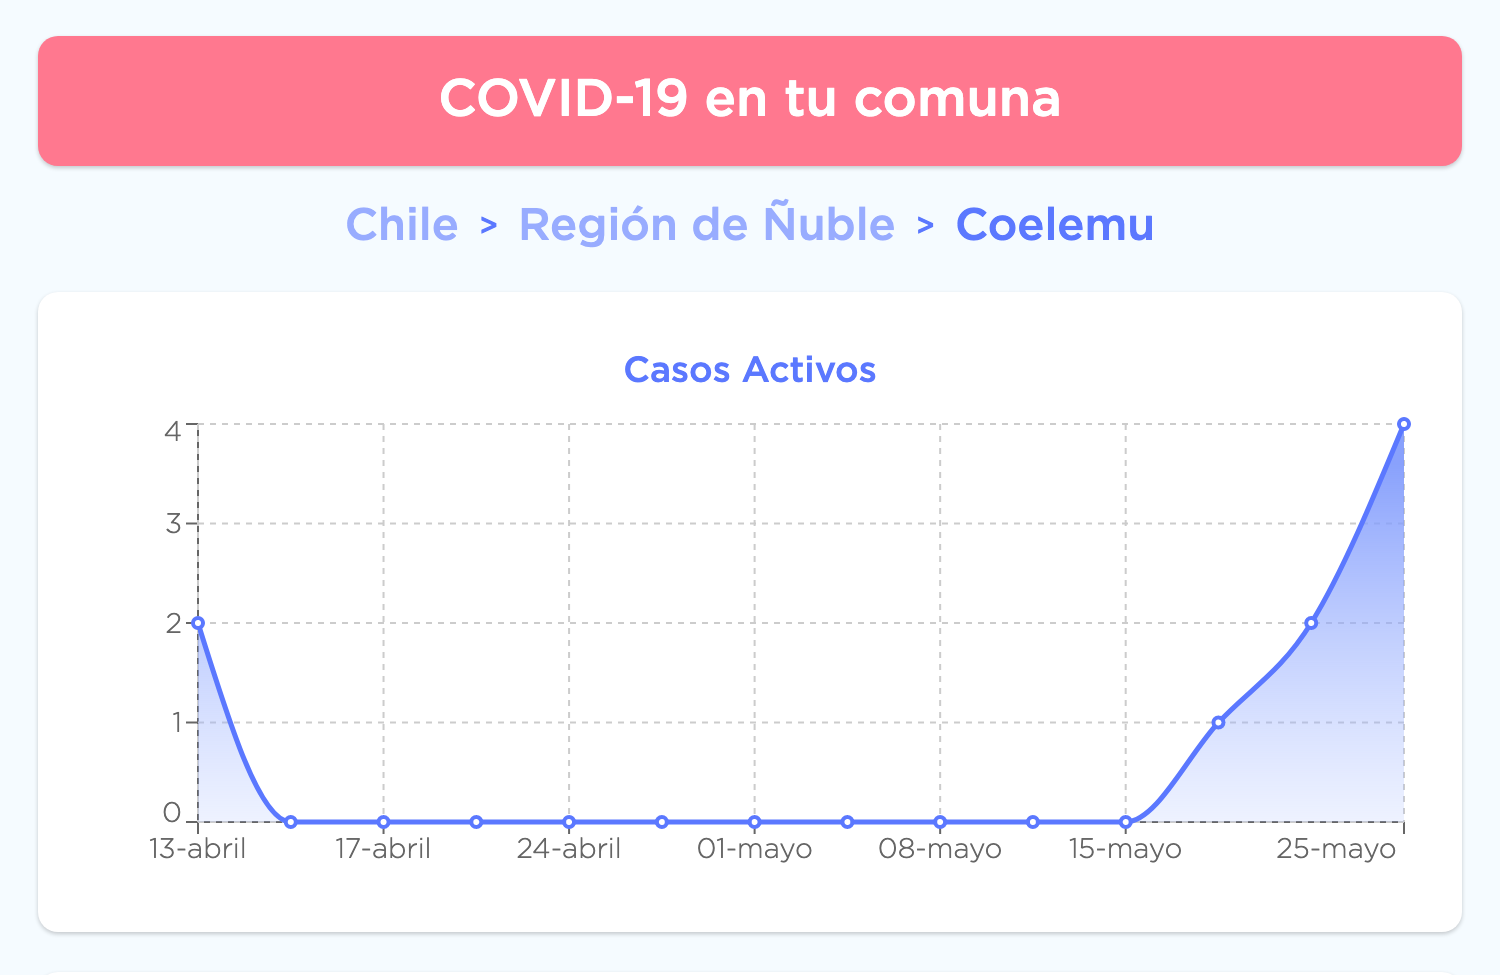 COVID-19 en tu comuna
Chile > Región de Ñuble > Coelemu
Casos Activos
4
3
2
1
0
13-abril 17-abril 24-abril 01-mayo 08-mayo 15-mayo 25-mayo